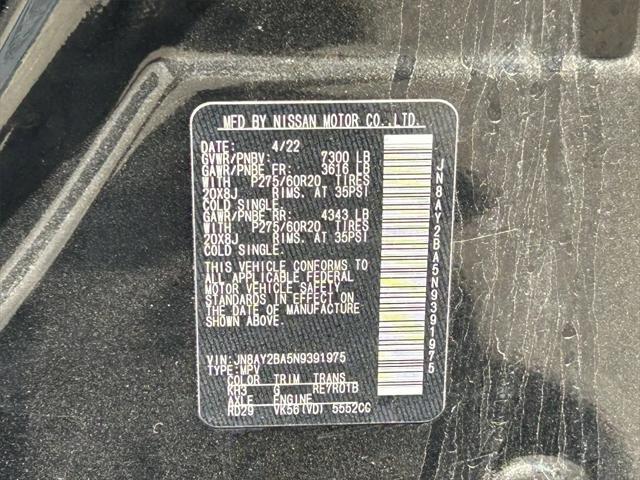 MFD BY NISSAN MOTOR CO.,LTD.
DATE: 4/22
GVWR/PNBV: 7300 LB
GAWR/PNBE FR: 3616 LB
WITH P275/60R20 TIRES
20X8J RIMS. AT 35PSI
COLD SINGLE.
GAWR/PNBE RR: 4343 LB
WITH P275/60R20 TIRES
20X8J RIMS. AT 35PSI
COLD SINGLE.
THIS VEHICLE CONFORMS TO
ALL APPLICABLE FEDERAL
MOTOR VEHICLE SAFETY
STANDARDS IN EFFECT ON
THE DATE OF MANUFACTURE
SHOWN ABOVE.
VIN: JN8AY2BA5N9391975
TYPE: MPV
COLOR TRIM TRANS
KH3 G RE7R01B
AXLE ENGINE
RD29 VK56(VD) 5552CC
JN8AY2BA5N9391975